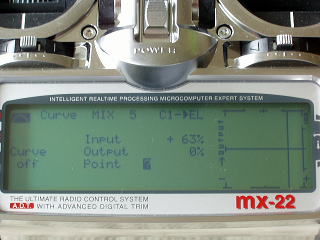 POWER
INTELLIGENT REALTIME PROCESSING MICROCOMPUTER EXPERT SYSTEM
Curve MIX 5 C1→EL
Input + 63%
Curve Output 0%
off Point ?
OUTPUT
THE ULTIMATE RADIO CONTROL SYSTEM
A.D.T. WITH ADVANCED DIGITAL TRIM
mx-22